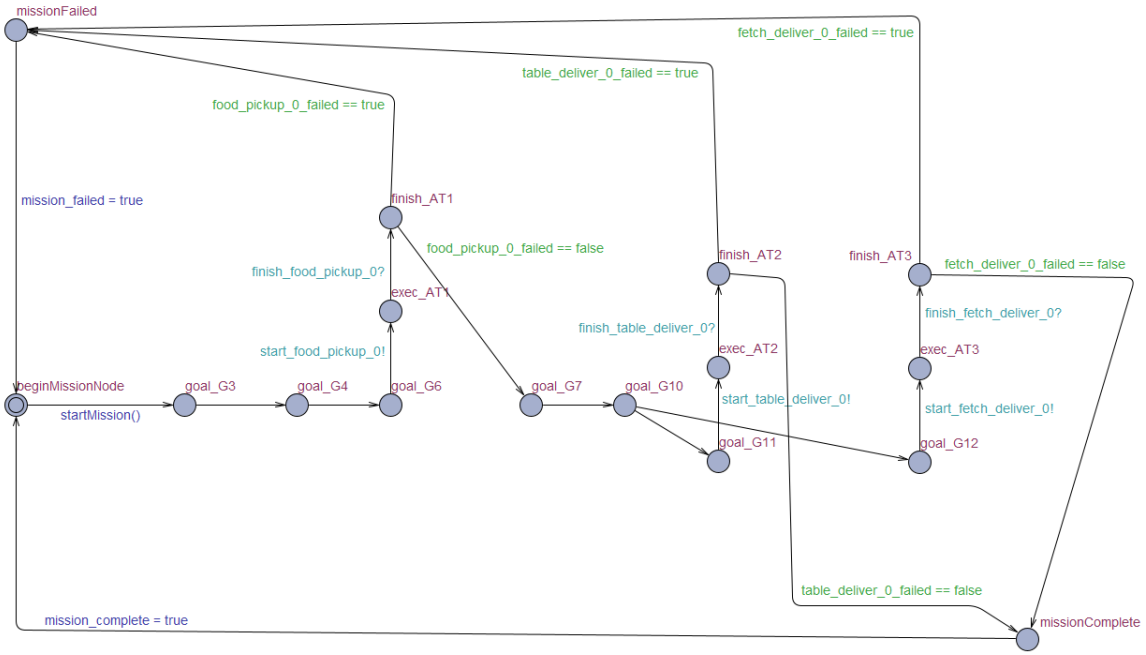 missionFailed
fetch_deliver_0_failed == true
table_deliver_0_failed == true
food_pickup_0_failed == true
mission_failed = true
finish_AT1
food_pickup_0_failed == false
finish_AT2
finish_AT3
fetch_deliver_0_failed == false
finish_food_pickup_0?
exec_AT1
finish_fetch_deliver_0?
finish_table_deliver_0?
start_food_pickup_0!
exec_AT2
exec_AT3
beginMissionNode
goal_G3
goal_G4
goal_G6
goal_G7
goal_G10
start_table_deliver_0!
start_fetch_deliver_0!
startMission()
goal_G11
goal_G12
table_deliver_0_failed == false
mission_complete = true
missionComplete